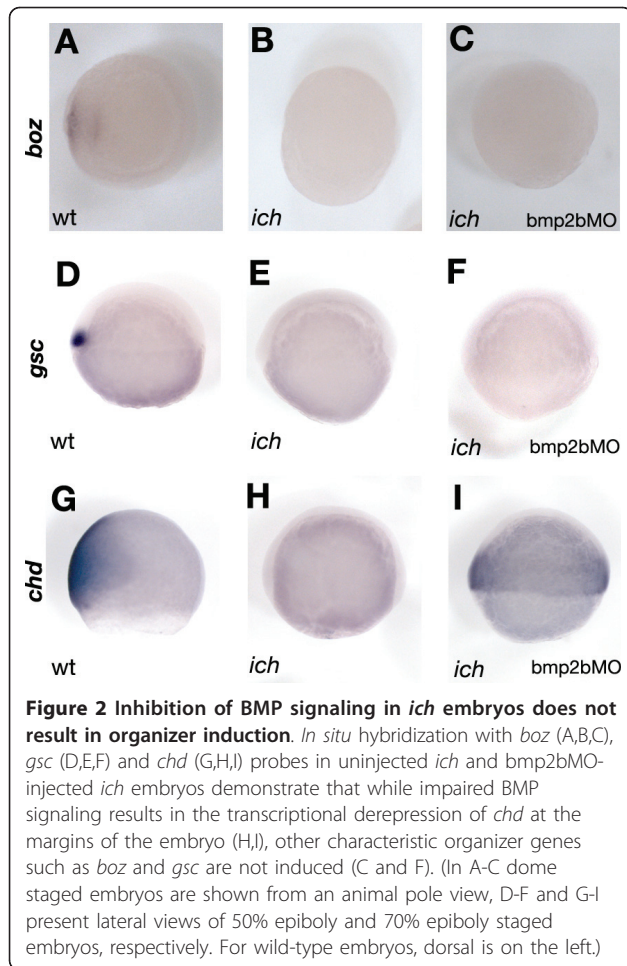 A
B
C
boz
wt
ich
ich bmp2bMO
D
E
F
gsc
wt
ich
ich bmp2bMO
G
H
I
chd
wt
ich
ich bmp2bMO
Figure 2 Inhibition of BMP signaling in ich embryos does not
result in organizer induction. In situ hybridization with boz (A,B,C),
gsc (D,E,F) and chd (G,H,I) probes in uninjected ich and bmp2bMO-
injected ich embryos demonstrate that while impaired BMP
signaling results in the transcriptional derepression of chd at the
margins of the embryo (H,I), other characteristic organizer genes
such as boz and gsc are not induced (C and F). (In A-C dome
staged embryos are shown from an animal pole view, D-F and G-I
present lateral views of 50% epiboly and 70% epiboly staged
embryos, respectively. For wild-type embryos, dorsal is on the left.)